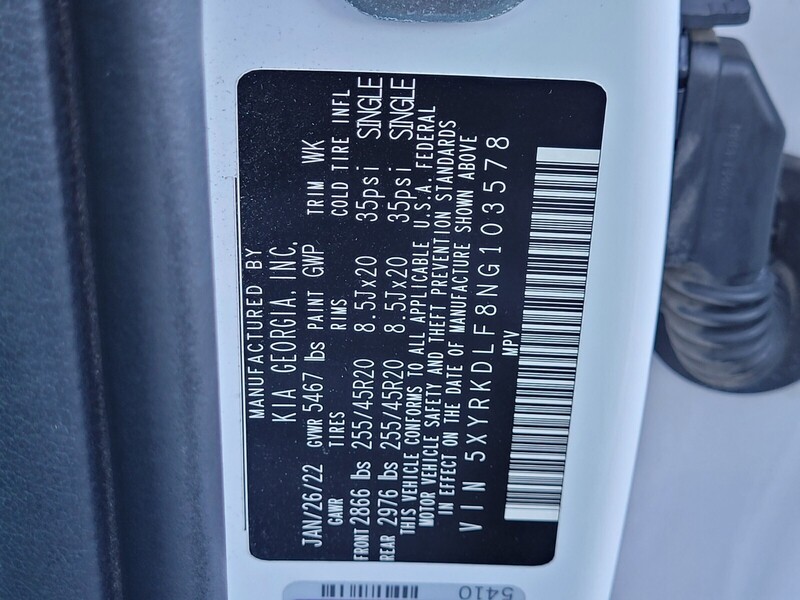 MANUFACTURED BY
KIA GEORGIA, INC.
JAN/26/22 GVWR 5467 lbs PAINT GWP TRIM WK
GAWR TIRES RIMS COLD TIRE INFL
FRONT 2866 lbs 255/45R20 8.5Jx20 35psi SINGLE
REAR 2976 lbs 255/45R20 8.5Jx20 35psi SINGLE
THIS VEHICLE CONFORMS TO ALL APPLICABLE U.S.A. FEDERAL
MOTOR VEHICLE SAFETY AND THEFT PREVENTION STANDARDS
IN EFFECT ON THE DATE OF MANUFACTURE SHOWN ABOVE
VIN 5XYRKDLF8NG103578
MPV
5410